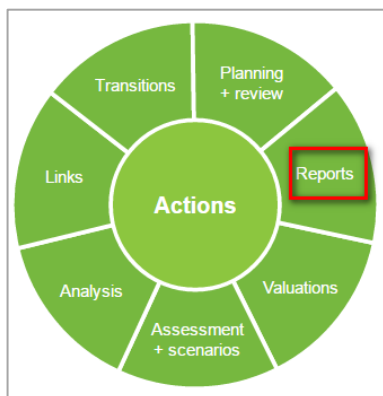 Transitions
Planning
+ review
Links
Reports
Actions
Analysis
Valuations
Assessment
+ scenarios